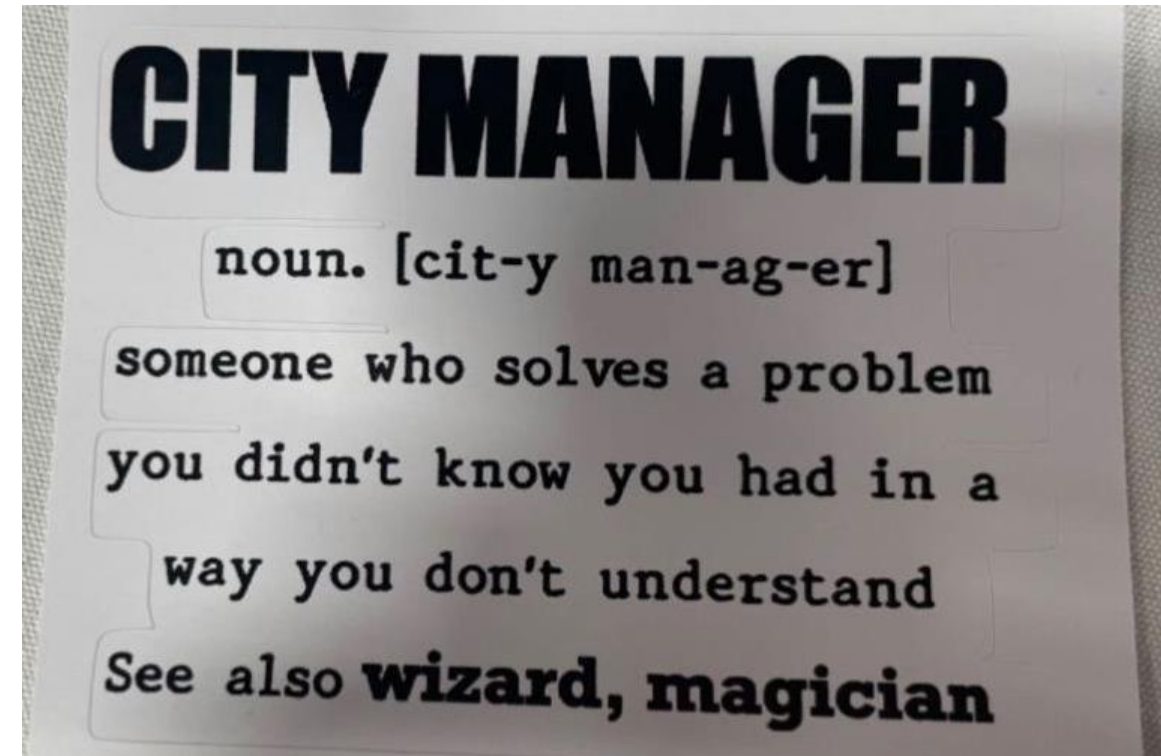 CITY MANAGER
noun. [cit-y man-ag-er]
someone who solves a problem
you didn't know you had in a
way you don't understand
See also wizard, magician